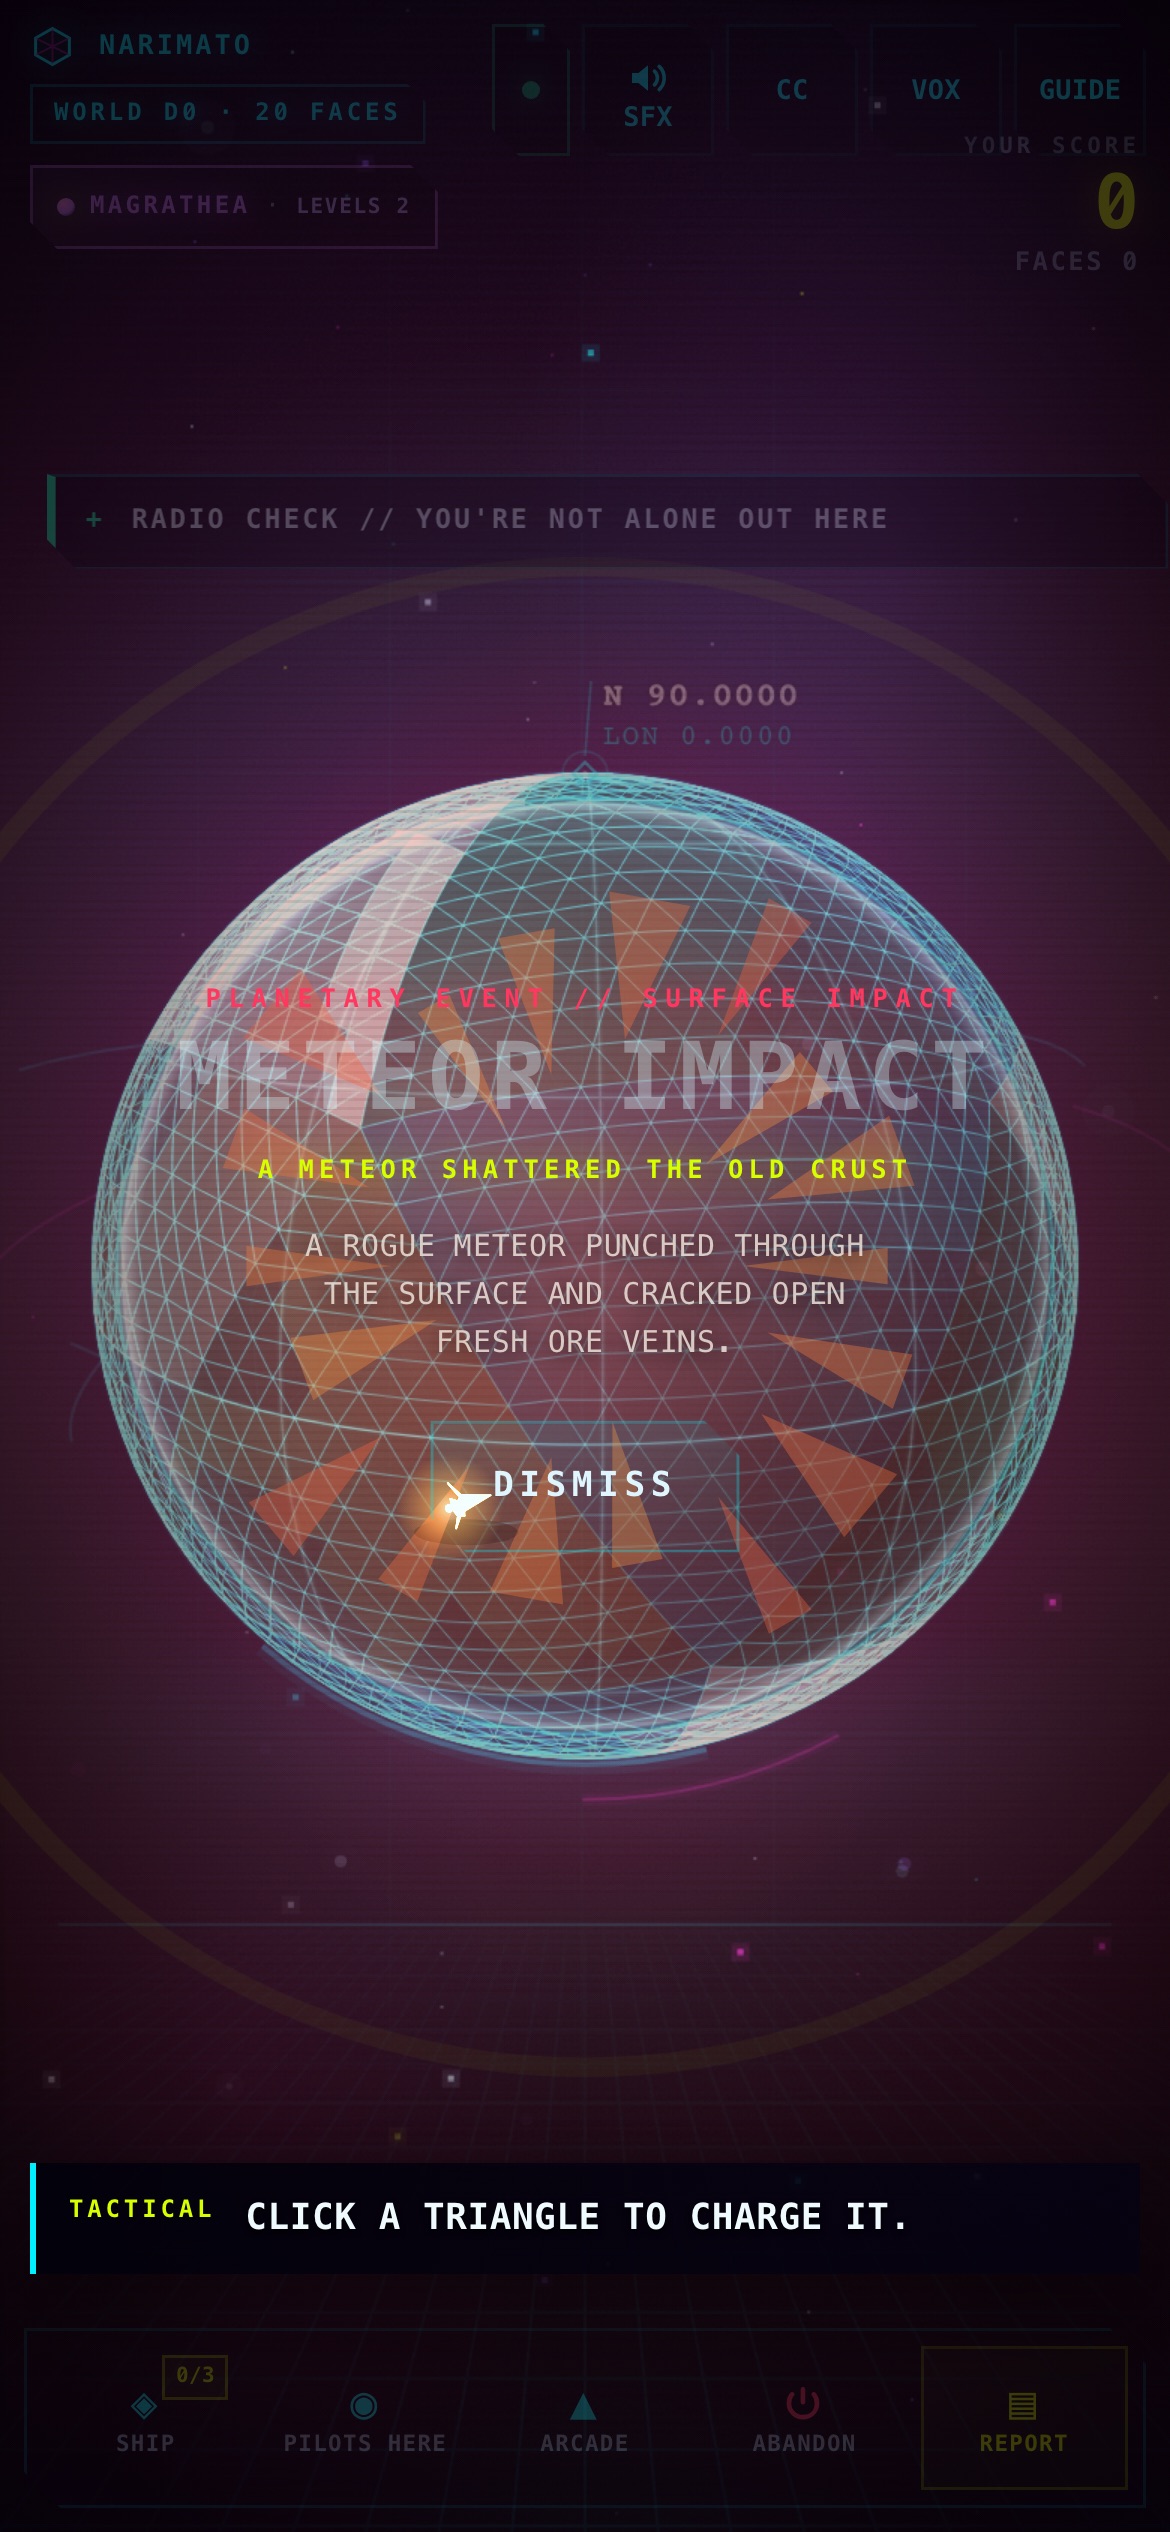 NARIMATO
WORLD D0 · 20 FACES
SFX
CC
VOX
GUIDE
YOUR SCORE
0
FACES 0
MAGRATHEA · LEVELS 2
+ RADIO CHECK // YOU'RE NOT ALONE OUT HERE
N 90.0000
LON 0.0000
PLANETARY EVENT // SURFACE IMPACT
METEOR IMPACT
A METEOR SHATTERED THE OLD CRUST
A ROGUE METEOR PUNCHED THROUGH
THE SURFACE AND CRACKED OPEN
FRESH ORE VEINS.
DISMISS
TACTICAL CLICK A TRIANGLE TO CHARGE IT.
0/3
SHIP
PILOTS HERE
ARCADE
ABANDON
REPORT